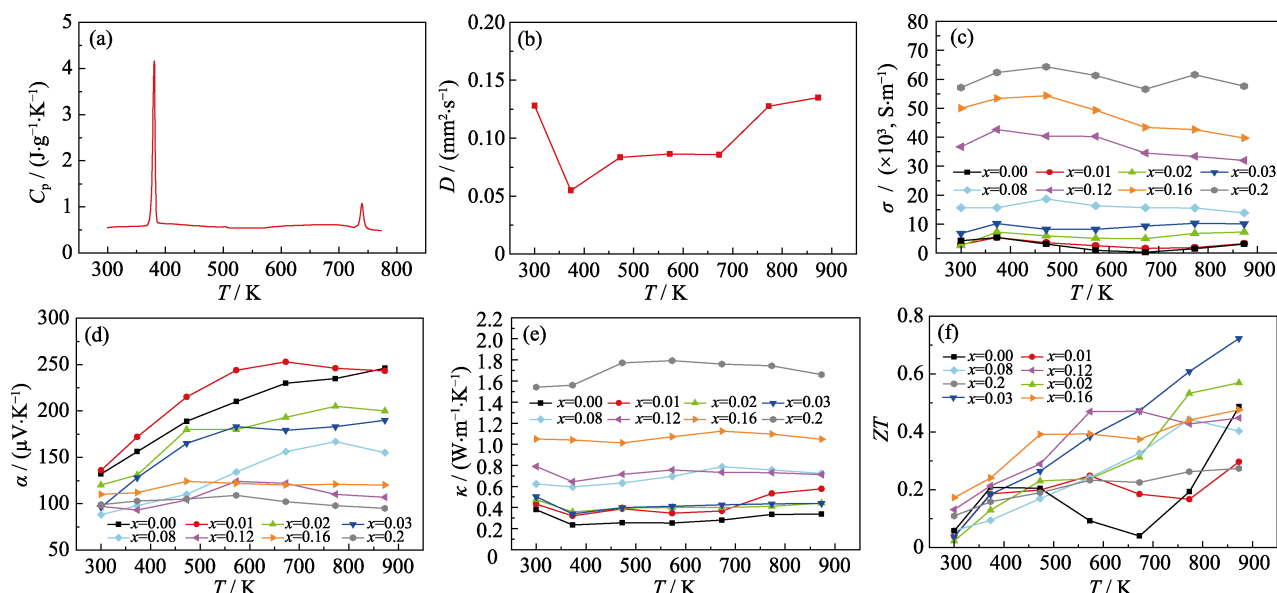 (a)
5
4
3
2
1
0
300 400 500 600 700 800
T / K
Cp / (J·g⁻¹·K⁻¹)
(b)
0.20
0.15
0.10
0.05
0
300 400 500 600 700 800 900
T / K
D / (mm²·s⁻¹)
(c)
80
70
60
50
40
30
20
10
0
300 400 500 600 700 800 900
T / K
σ / (×10³, S·m⁻¹)
x=0.00 x=0.01 x=0.02 x=0.03
x=0.08 x=0.12 x=0.16 x=0.2
(d)
300
250
200
150
100
50
300 400 500 600 700 800 900
T / K
α / (μV·K⁻¹)
x=0.00 x=0.01 x=0.02 x=0.03
x=0.08 x=0.12 x=0.16 x=0.2
(e)
2.2
2.0
1.8
1.6
1.4
1.2
1.0
0.8
0.6
0.4
0.2
0
300 400 500 600 700 800 900
T / K
κ / (W·m⁻¹·K⁻¹)
x=0.00 x=0.01 x=0.02 x=0.03
x=0.08 x=0.12 x=0.16 x=0.2
(f)
0.8
0.6
0.4
0.2
0
300 400 500 600 700 800 900
T / K
ZT
x=0.00 x=0.01
x=0.08 x=0.12
x=0.2 x=0.02
x=0.03 x=0.16